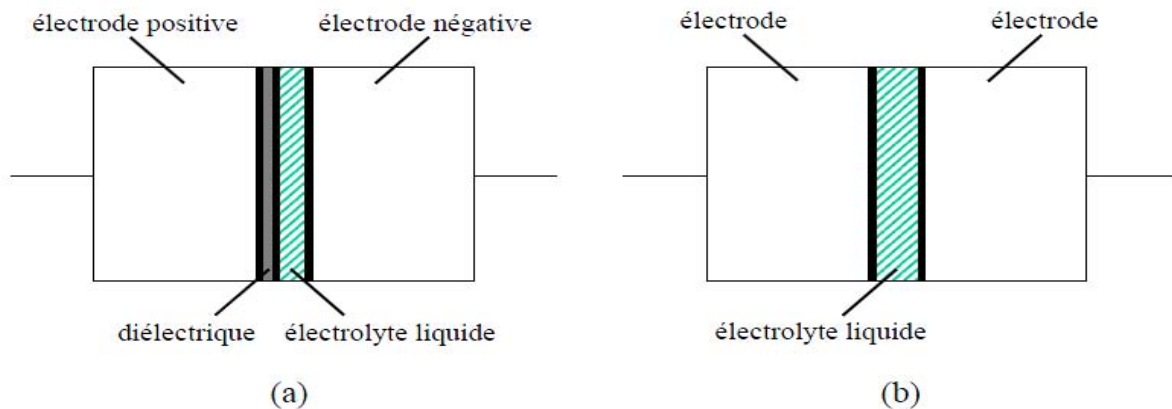 électrode positive
électrode négative
diélectrique
électrolyte liquide
(a)
électrode
électrode
électrolyte liquide
(b)